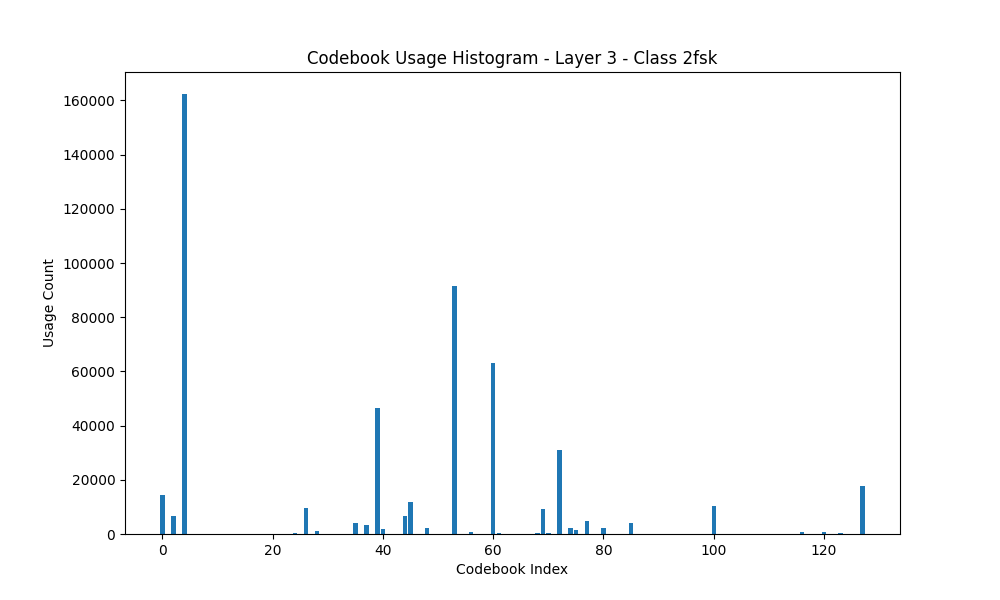 Codebook Usage Histogram - Layer 3 - Class 2fsk
160000
140000
120000
100000
80000
60000
40000
20000
0
Usage Count
0 20 40 60 80 100 120
Codebook Index